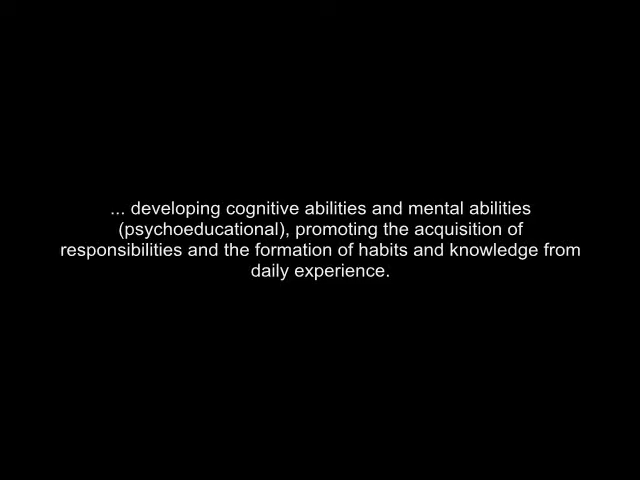 ... developing cognitive abilities and mental abilities
(psychoeducational), promoting the acquisition of
responsibilities and the formation of habits and knowledge from
daily experience.